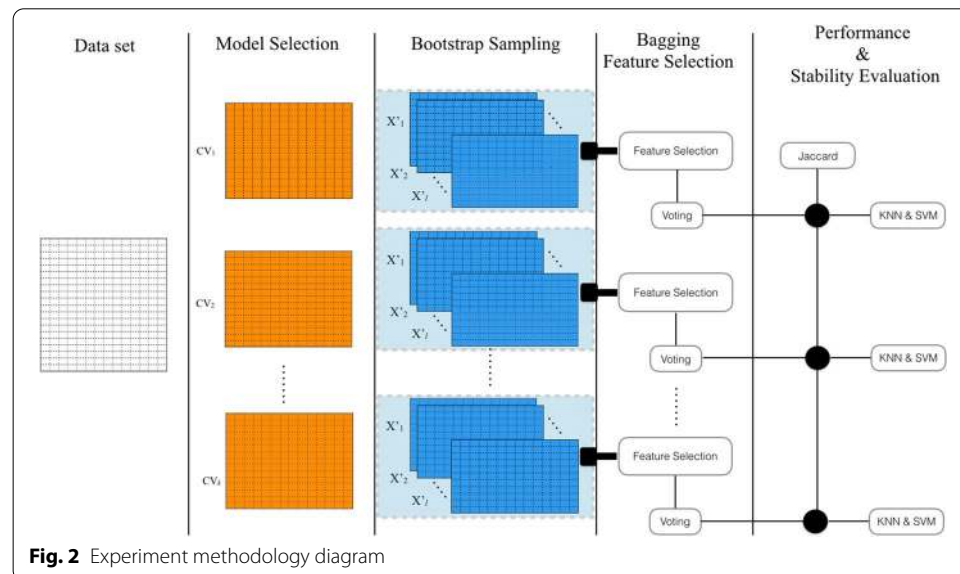 Data set
Model Selection
Bootstrap Sampling
Bagging
Feature Selection
Performance
&
Stability Evaluation
CV₁
X'₁
X'₂
X'ₗ
Feature Selection
Voting
Jaccard
KNN & SVM
CV₂
X'₁
X'₂
X'ₗ
Feature Selection
Voting
KNN & SVM
X'₁
X'₂
X'ₗ
Feature Selection
Voting
KNN & SVM
Fig. 2 Experiment methodology diagram